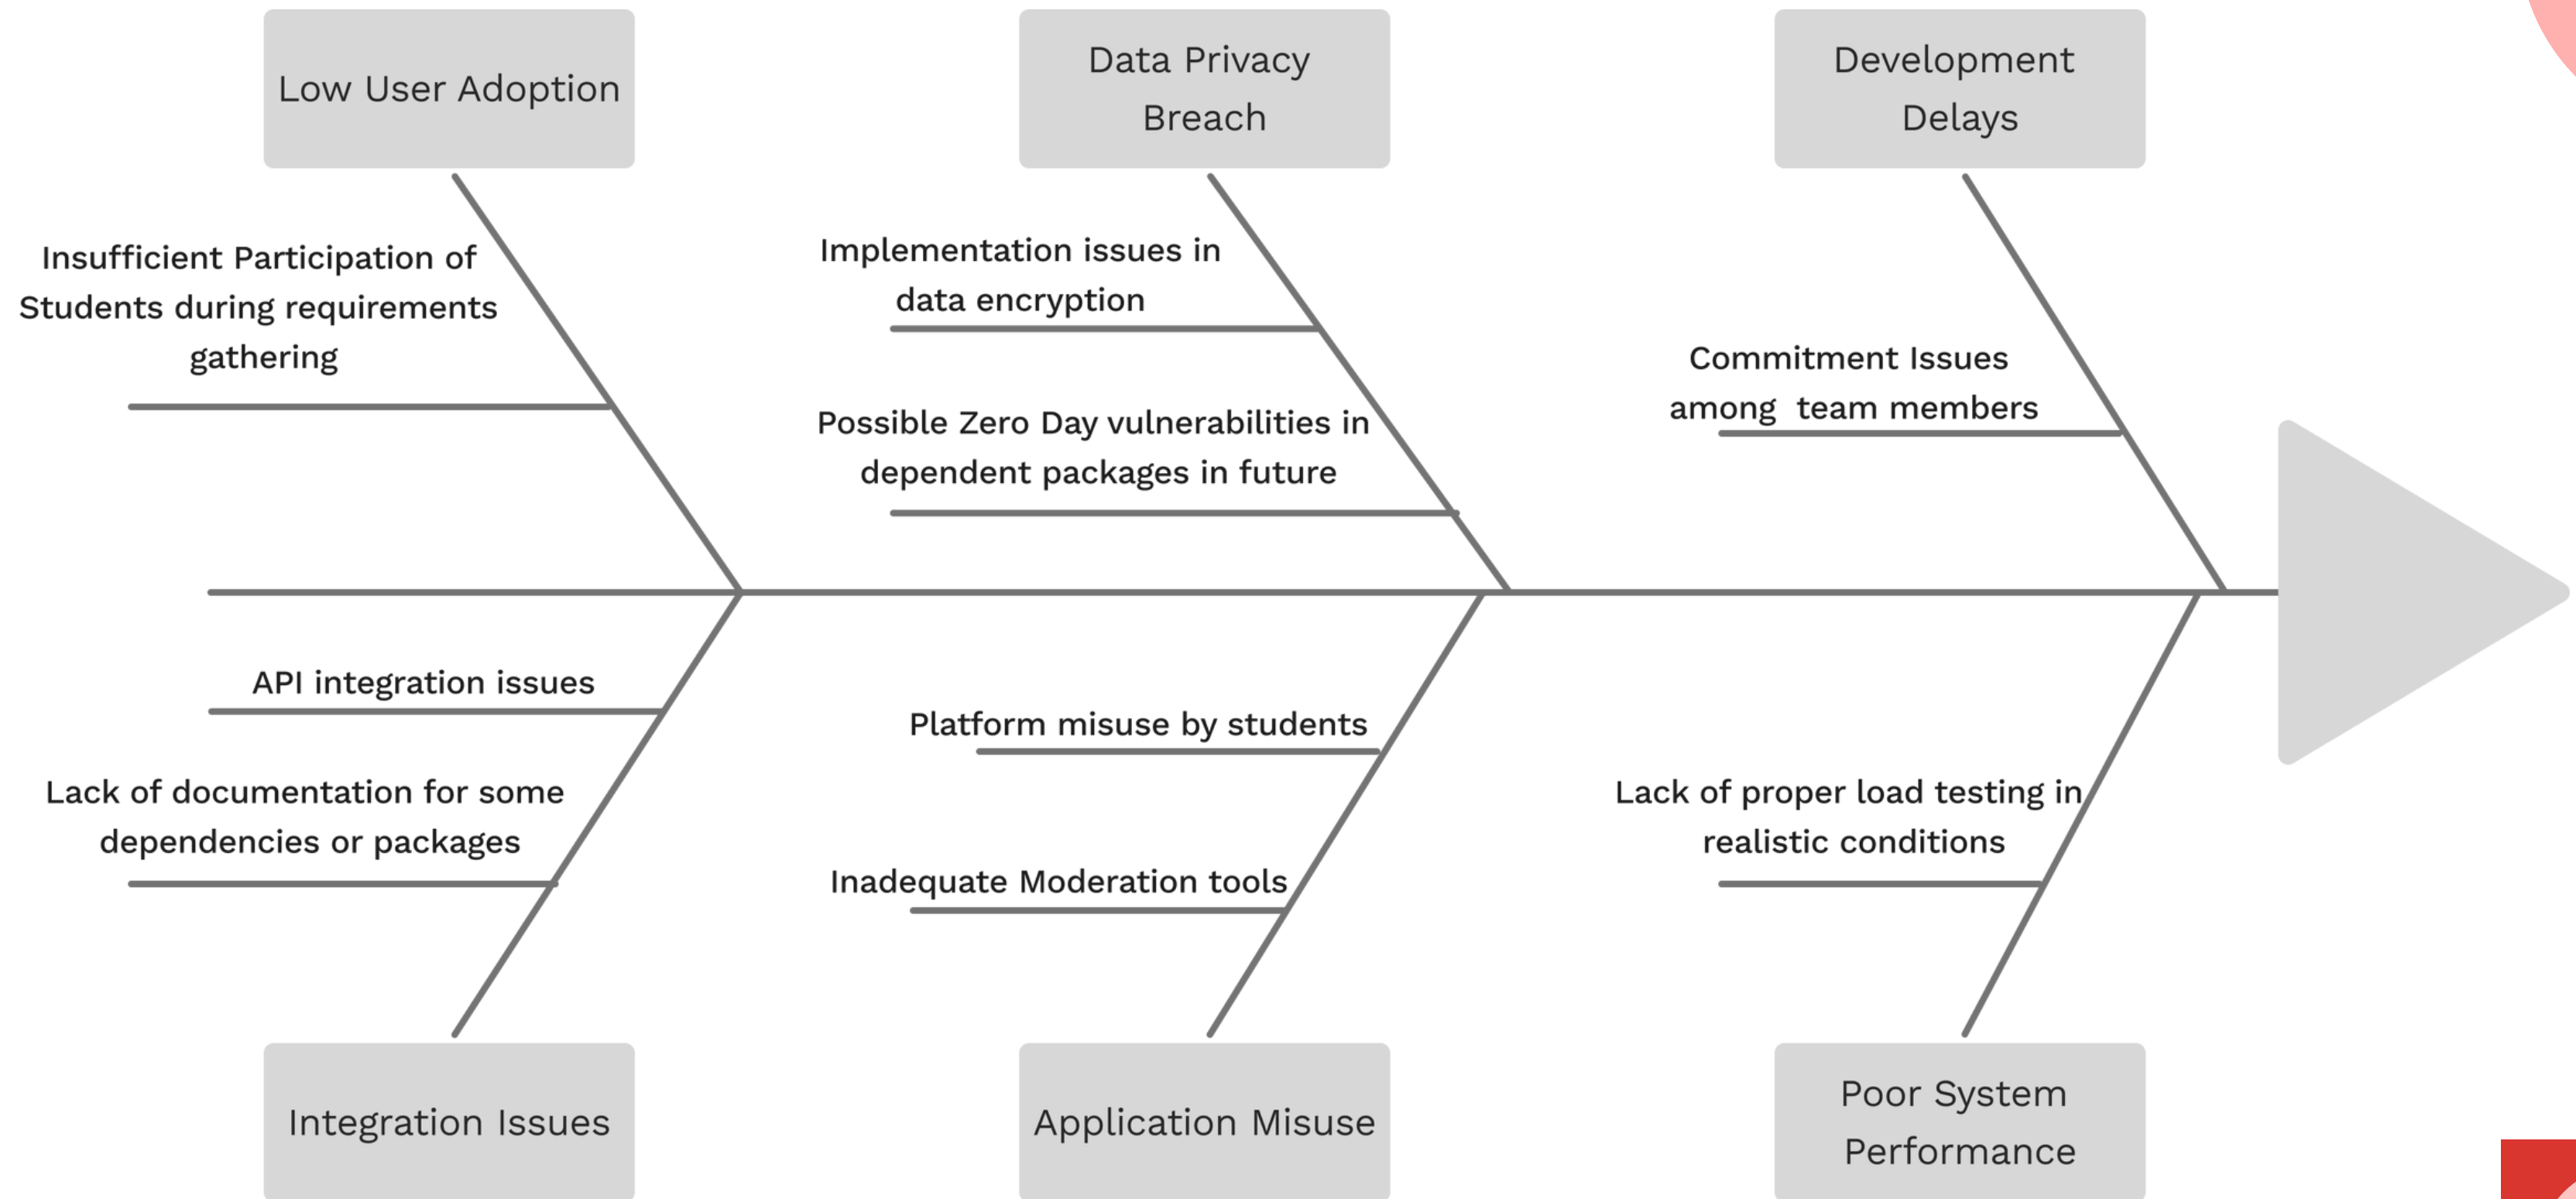 Low User Adoption
Data Privacy
Breach
Development
Delays
Insufficient Participation of
Students during requirements
gathering
Implementation issues in
data encryption
Possible Zero Day vulnerabilities in
dependent packages in future
Commitment Issues
among  team members
API integration issues
Lack of documentation for some
dependencies or packages
Platform misuse by students
Inadequate Moderation tools
Lack of proper load testing in
realistic conditions
Integration Issues
Application Misuse
Poor System
Performance